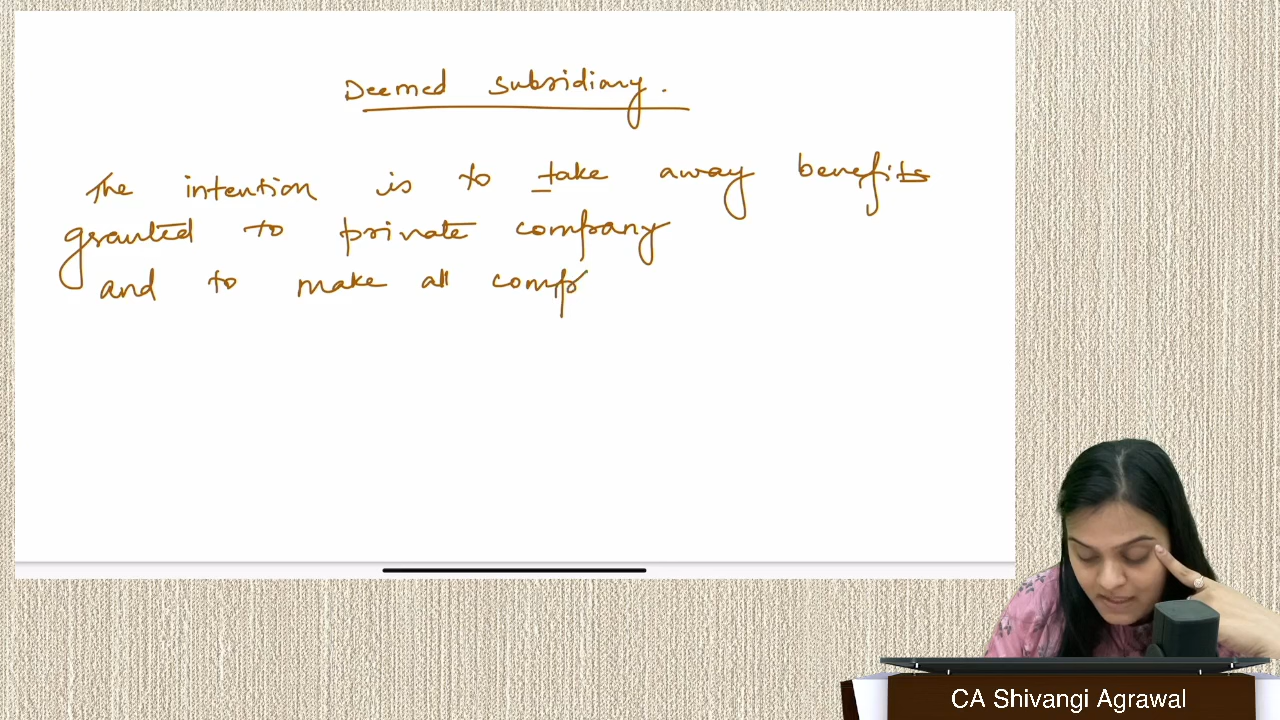 Deemed subsidiary.
The intention is to take away benefits
granted to private company
and to make all comp
CA Shivangi Agrawal